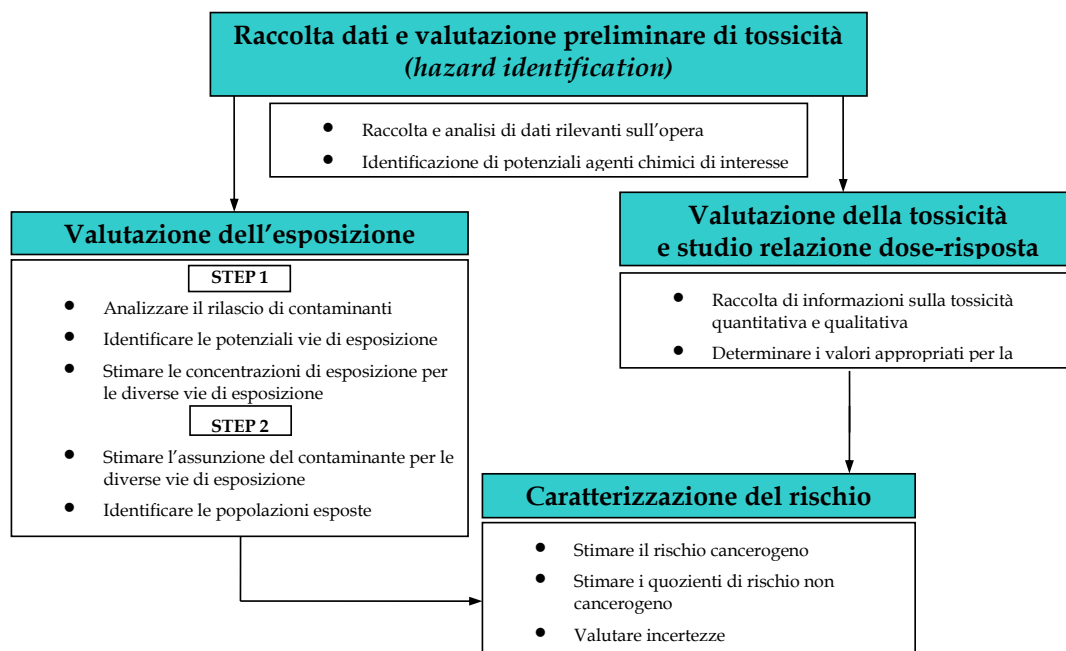 Raccolta dati e valutazione preliminare di tossicità
(hazard identification)
● Raccolta e analisi di dati rilevanti sull'opera
● Identificazione di potenziali agenti chimici di interesse
Valutazione dell'esposizione
STEP 1
● Analizzare il rilascio di contaminanti
● Identificare le potenziali vie di esposizione
● Stimare le concentrazioni di esposizione per
le diverse vie di esposizione
STEP 2
● Stimare l'assunzione del contaminante per le
diverse vie di esposizione
● Identificare le popolazioni esposte
Valutazione della tossicità
e studio relazione dose-risposta
● Raccolta di informazioni sulla tossicità
quantitativa e qualitativa
● Determinare i valori appropriati per la
Caratterizzazione del rischio
● Stimare il rischio cancerogeno
● Stimare i quozienti di rischio non
cancerogeno
● Valutare incertezze